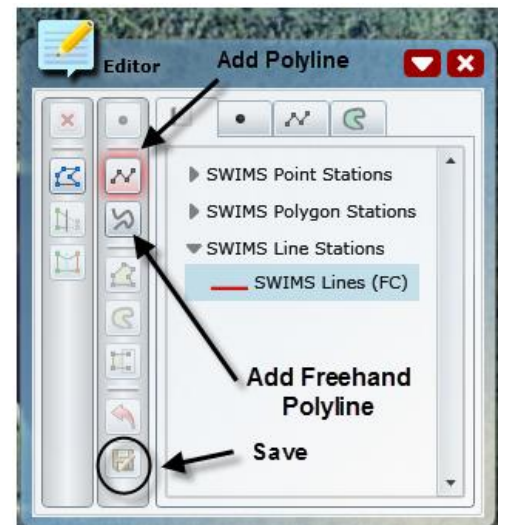 Editor
Add Polyline
SWIMS Point Stations
SWIMS Polygon Stations
SWIMS Line Stations
SWIMS Lines (FC)
Add Freehand
Polyline
Save